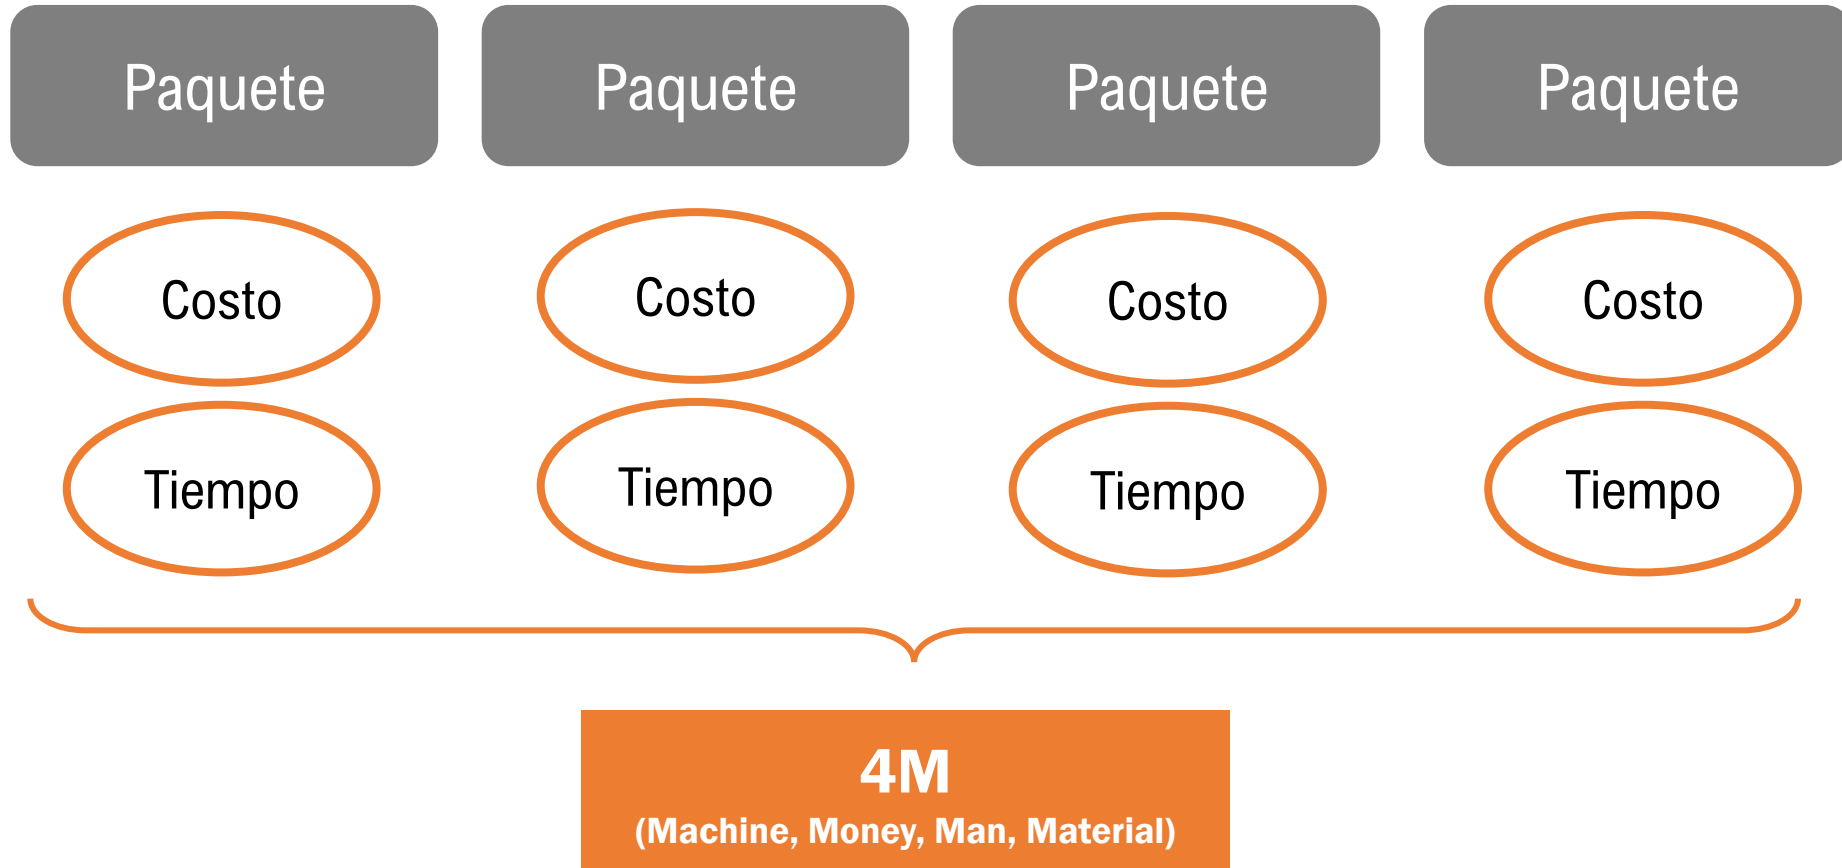 Paquete
Paquete
Paquete
Paquete
Costo
Costo
Costo
Costo
Tiempo
Tiempo
Tiempo
Tiempo
4M
(Machine, Money, Man, Material)